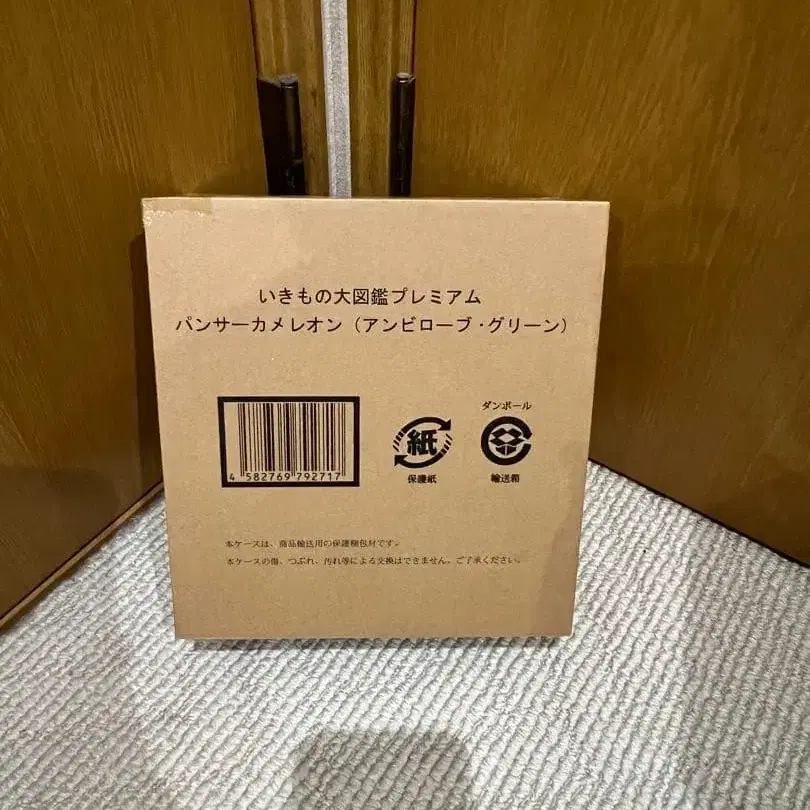 いきもの大図鑑プレミアム
パンサーカメレオン（アンビローブ・グリーン）
4 582769 792717
紙
保護紙
ダンボール
輸送箱
本ケースは、商品輸送用の保護梱包材です。
本ケースの傷、つぶれ、汚れ等による交換はできません。ご了承ください。